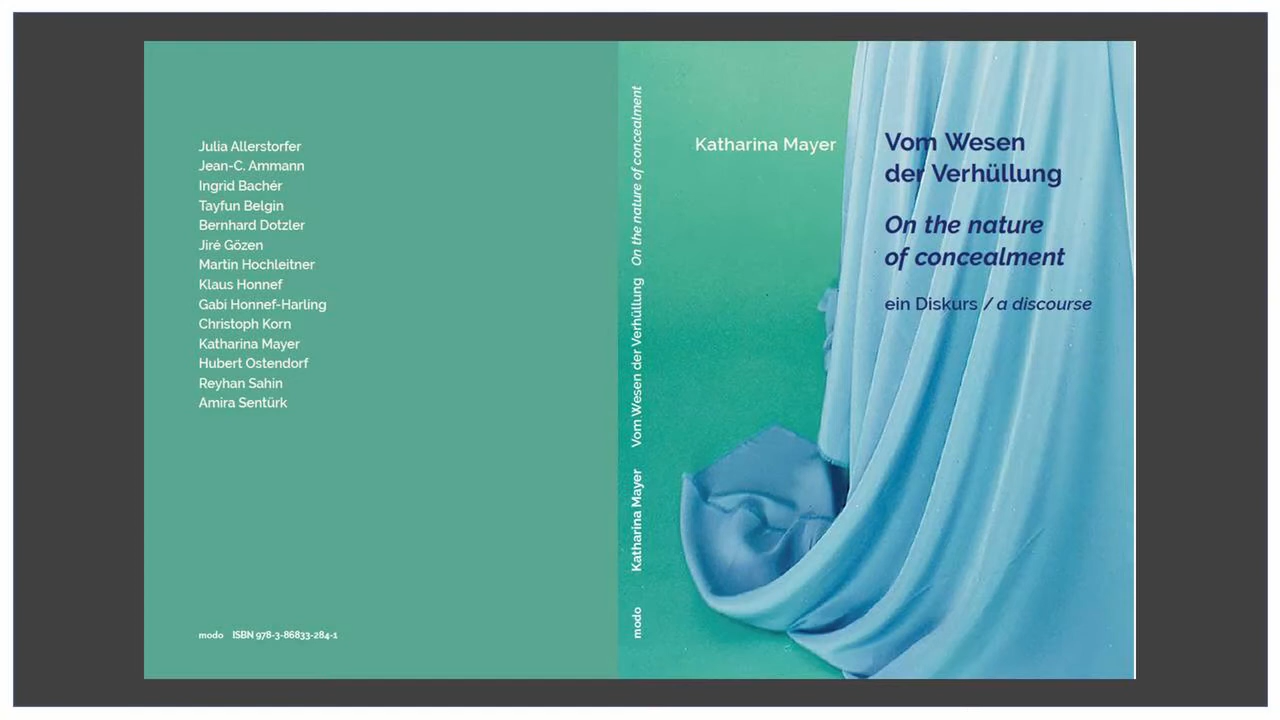 Julia Allerstorfer
Jean-C. Ammann
Ingrid Bachér
Tayfun Belgin
Bernhard Dotzler
Jiré Gözen
Martin Hochleitner
Klaus Honnef
Gabi Honnef-Harling
Christoph Korn
Katharina Mayer
Hubert Ostendorf
Reyhan Sahin
Amira Sentürk
modo ISBN 978-3-86833-284-1
modo Katharina Mayer Vom Wesen der Verhüllung On the nature of concealment
Katharina Mayer
Vom Wesen
der Verhüllung
On the nature
of concealment
ein Diskurs / a discourse